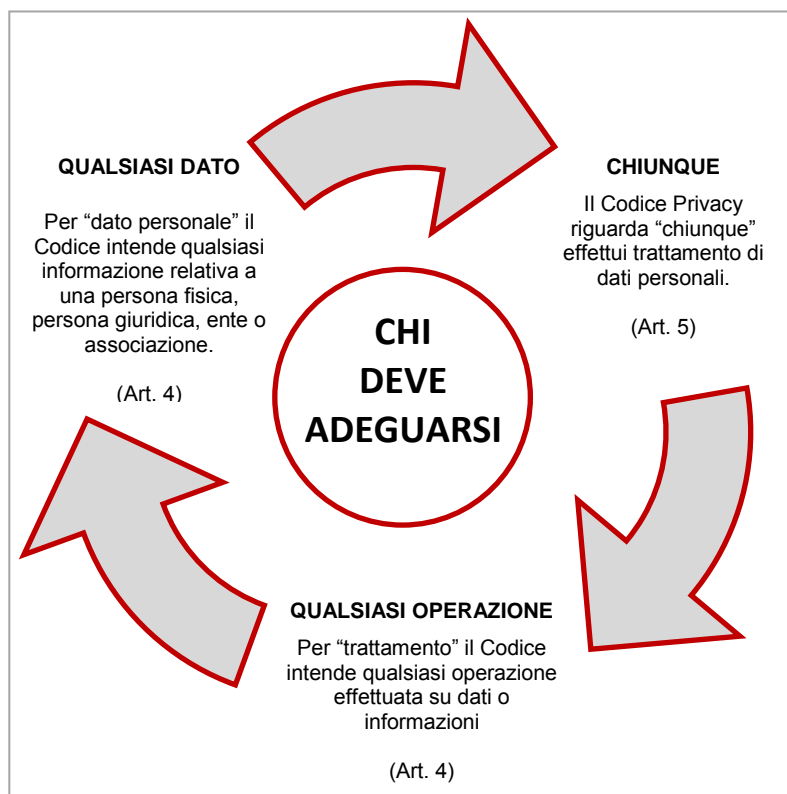 QUALSIASI DATO
Per “dato personale” il
Codice intende qualsiasi
informazione relativa a
una persona fisica,
persona giuridica, ente o
associazione.
(Art. 4)
CHIUNQUE
Il Codice Privacy
riguarda “chiunque”
effettui trattamento di
dati personali.
(Art. 5)
CHI
DEVE
ADEGUARSI
QUALSIASI OPERAZIONE
Per “trattamento” il Codice
intende qualsiasi operazione
effettuata su dati o
informazioni
(Art. 4)